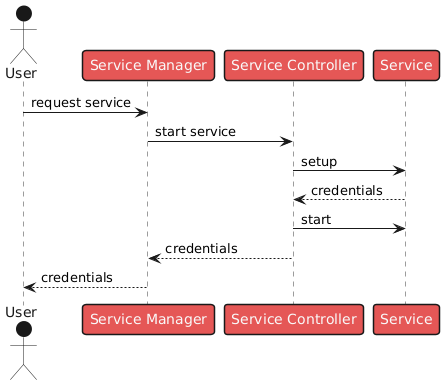 User
Service Manager
Service Controller
Service
request service
start service
setup
credentials
start
credentials
credentials
User
Service Manager
Service Controller
Service